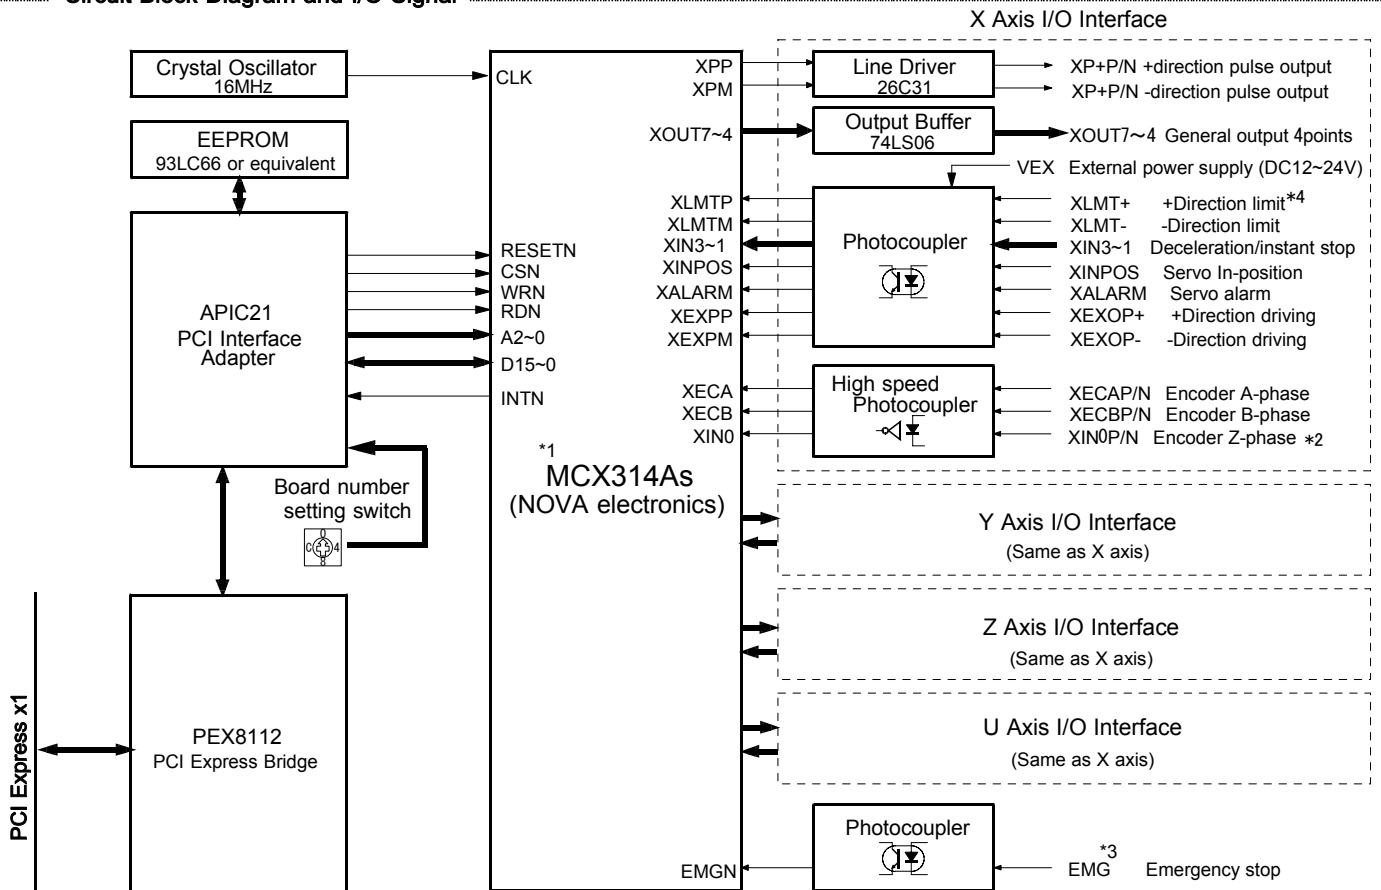 Circuit Block Diagram and I/O Signal
X Axis I/O Interface
Crystal Oscillator
16MHz
CLK
XPP
XPM
Line Driver
26C31
XP+P/N +direction pulse output
XP+P/N -direction pulse output
EEPROM
93LC66 or equivalent
XOUT7~4
Output Buffer
74LS06
XOUT7~4 General output 4points
VEX External power supply (DC12~24V)
APIC21
PCI Interface
Adapter
RESETN
CSN
WRN
RDN
A2~0
D15~0
INTN
XLMTP
XLMTM
XIN3~1
XINPOS
XALARM
XEXPP
XEXPM
Photocoupler
XLMT+ +Direction limit*4
XLMT- -Direction limit
XIN3~1 Deceleration/instant stop
XINPOS Servo In-position
XALARM Servo alarm
XEXOP+ +Direction driving
XEXOP- -Direction driving
XECA
XECB
XIN0
High speed
Photocoupler
XECAP/N Encoder A-phase
XECBP/N Encoder B-phase
XIN0P/N Encoder Z-phase *2
*1
MCX314As
(NOVA electronics)
Board number
setting switch
0
C 4
8
Y Axis I/O Interface
(Same as X axis)
Z Axis I/O Interface
(Same as X axis)
U Axis I/O Interface
(Same as X axis)
PCI Express x1
PEX8112
PCI Express Bridge
EMGN
Photocoupler
EMG*3 Emergency stop